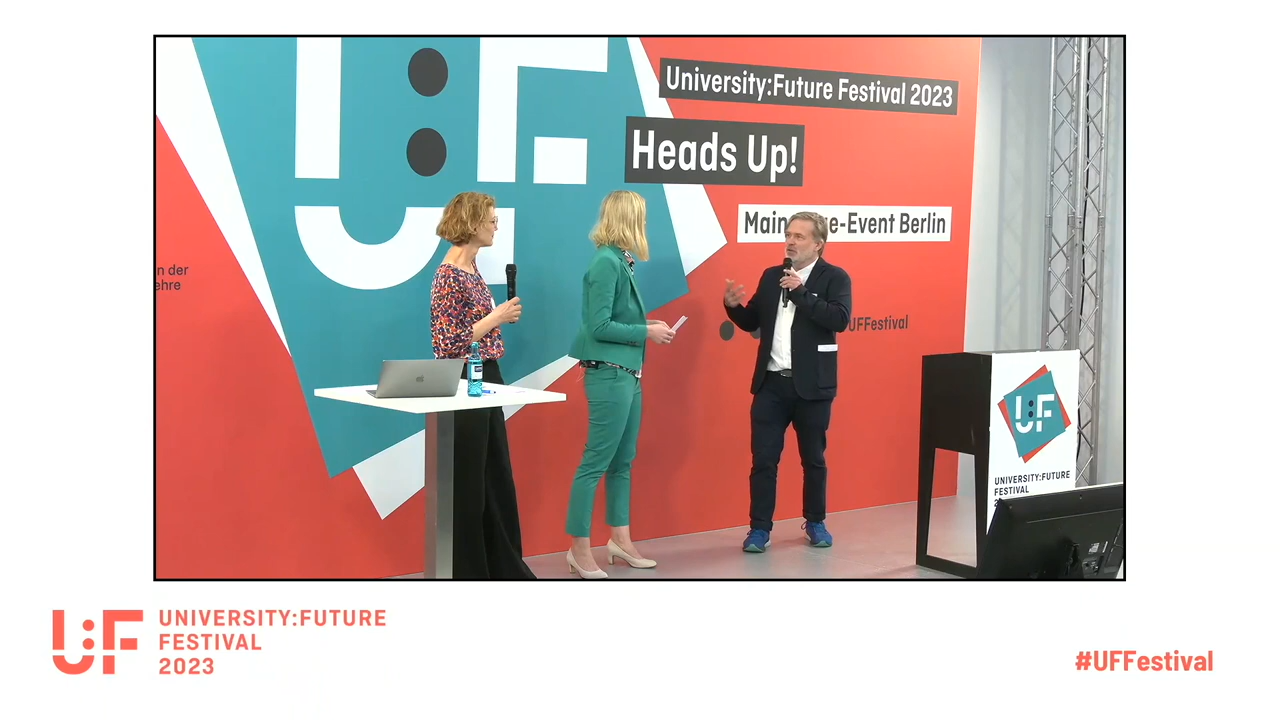 University:Future Festival 2023
Heads Up!
Main
e-Event Berlin
n der
ehre
UFFestival
U:F
UNIVERSITY:FUTURE
FESTIVAL
U:F
UNIVERSITY:FUTURE
FESTIVAL
2023
#UFFestival